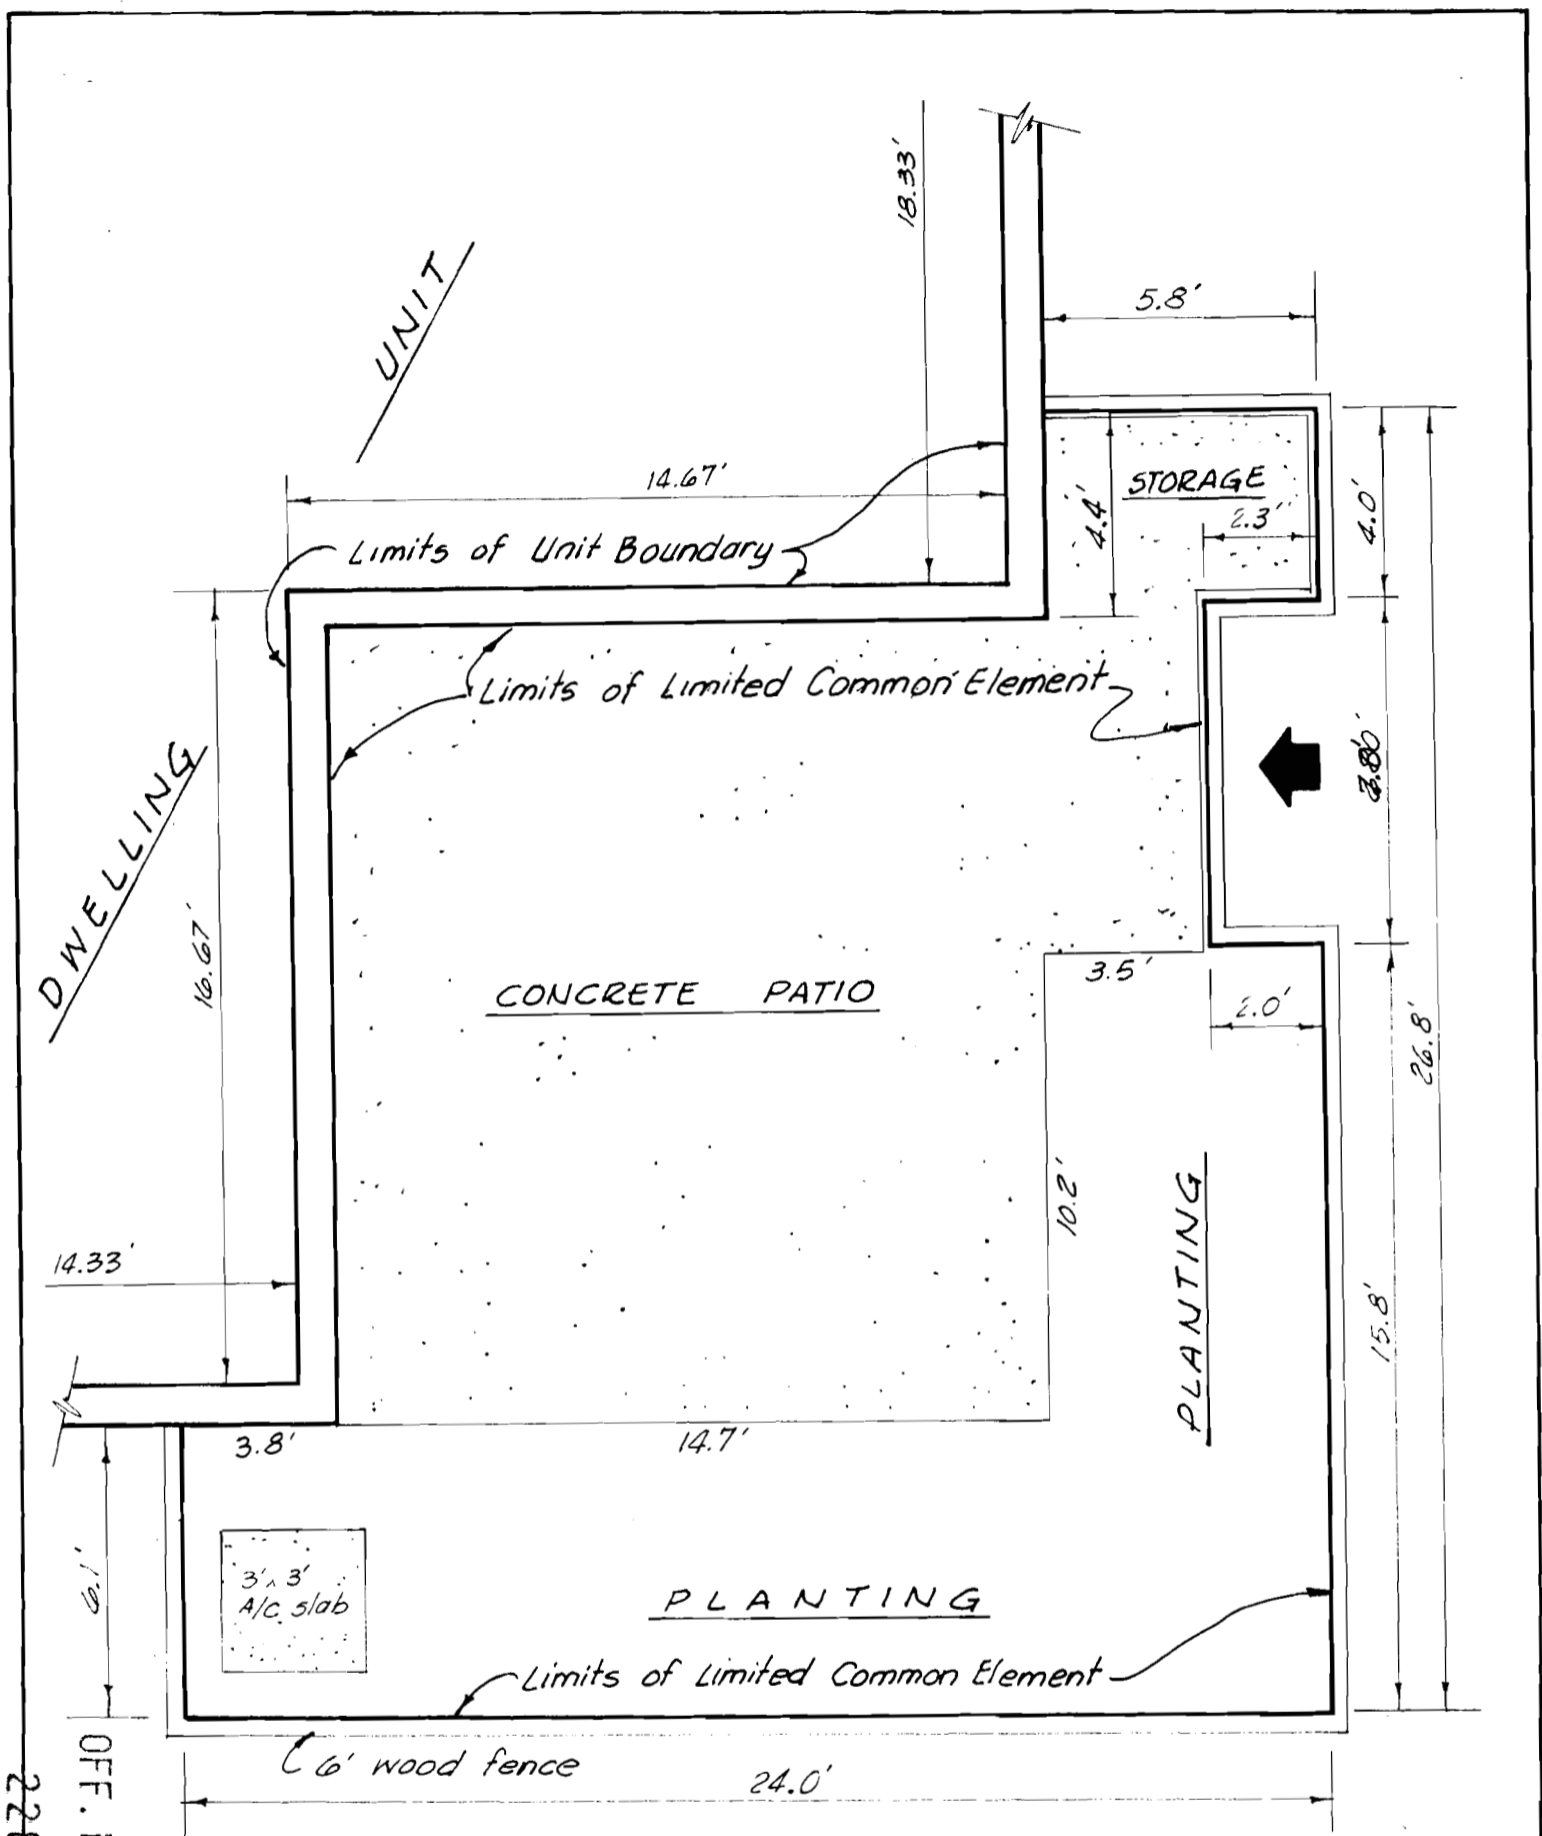 18.33'
UNIT
5.8'
14.67'
STORAGE
4.4'
2.3"
4.0'
Limits of Unit Boundary
Limits of Limited Common Element
DWELLING
16.67'
CONCRETE PATIO
3.5'
2.0'
26.8'
10.2'
PLANTING
14.33'
15.8'
3.8'
14.7'
6.1'
3'x 3'
A/C slab
PLANTING
Limits of Limited Common Element
6' wood fence
24.0'
OFF.